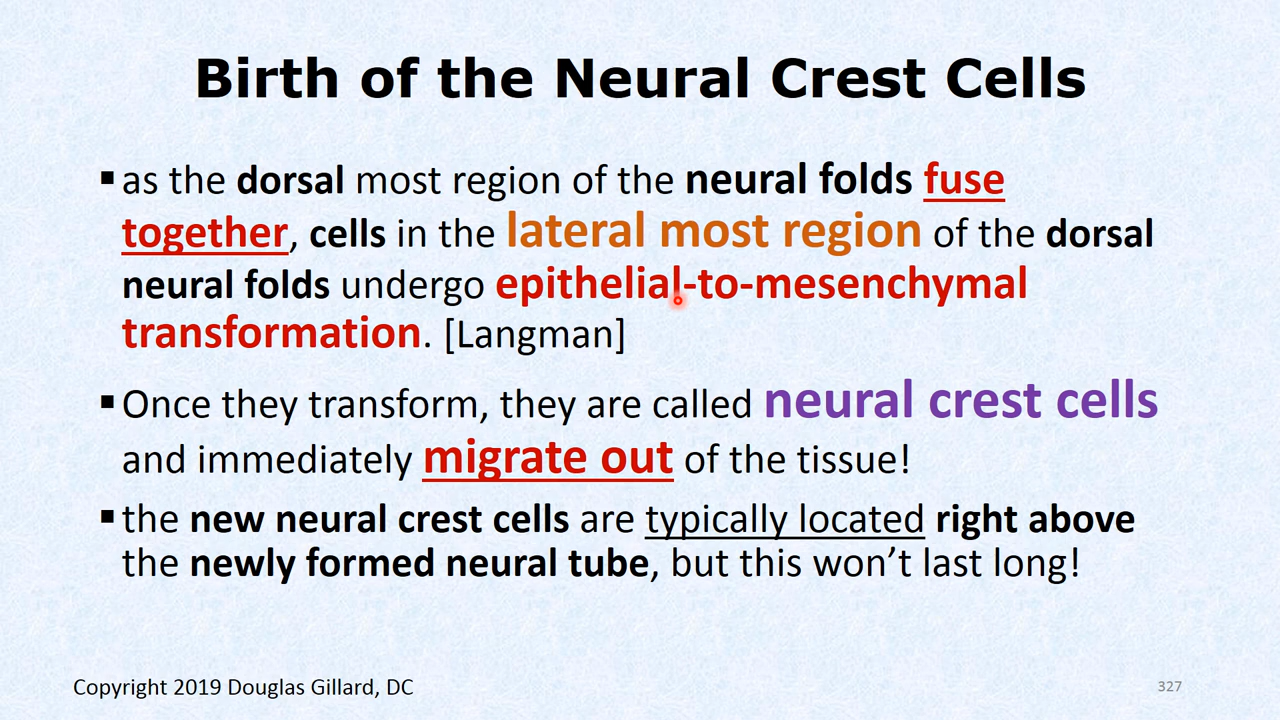 Birth of the Neural Crest Cells
▪ as the dorsal most region of the neural folds fuse
together, cells in the lateral most region of the dorsal
neural folds undergo epithelial-to-mesenchymal
transformation. [Langman]
▪ Once they transform, they are called neural crest cells
and immediately migrate out of the tissue!
▪ the new neural crest cells are typically located right above
the newly formed neural tube, but this won’t last long!
Copyright 2019 Douglas Gillard, DC
327